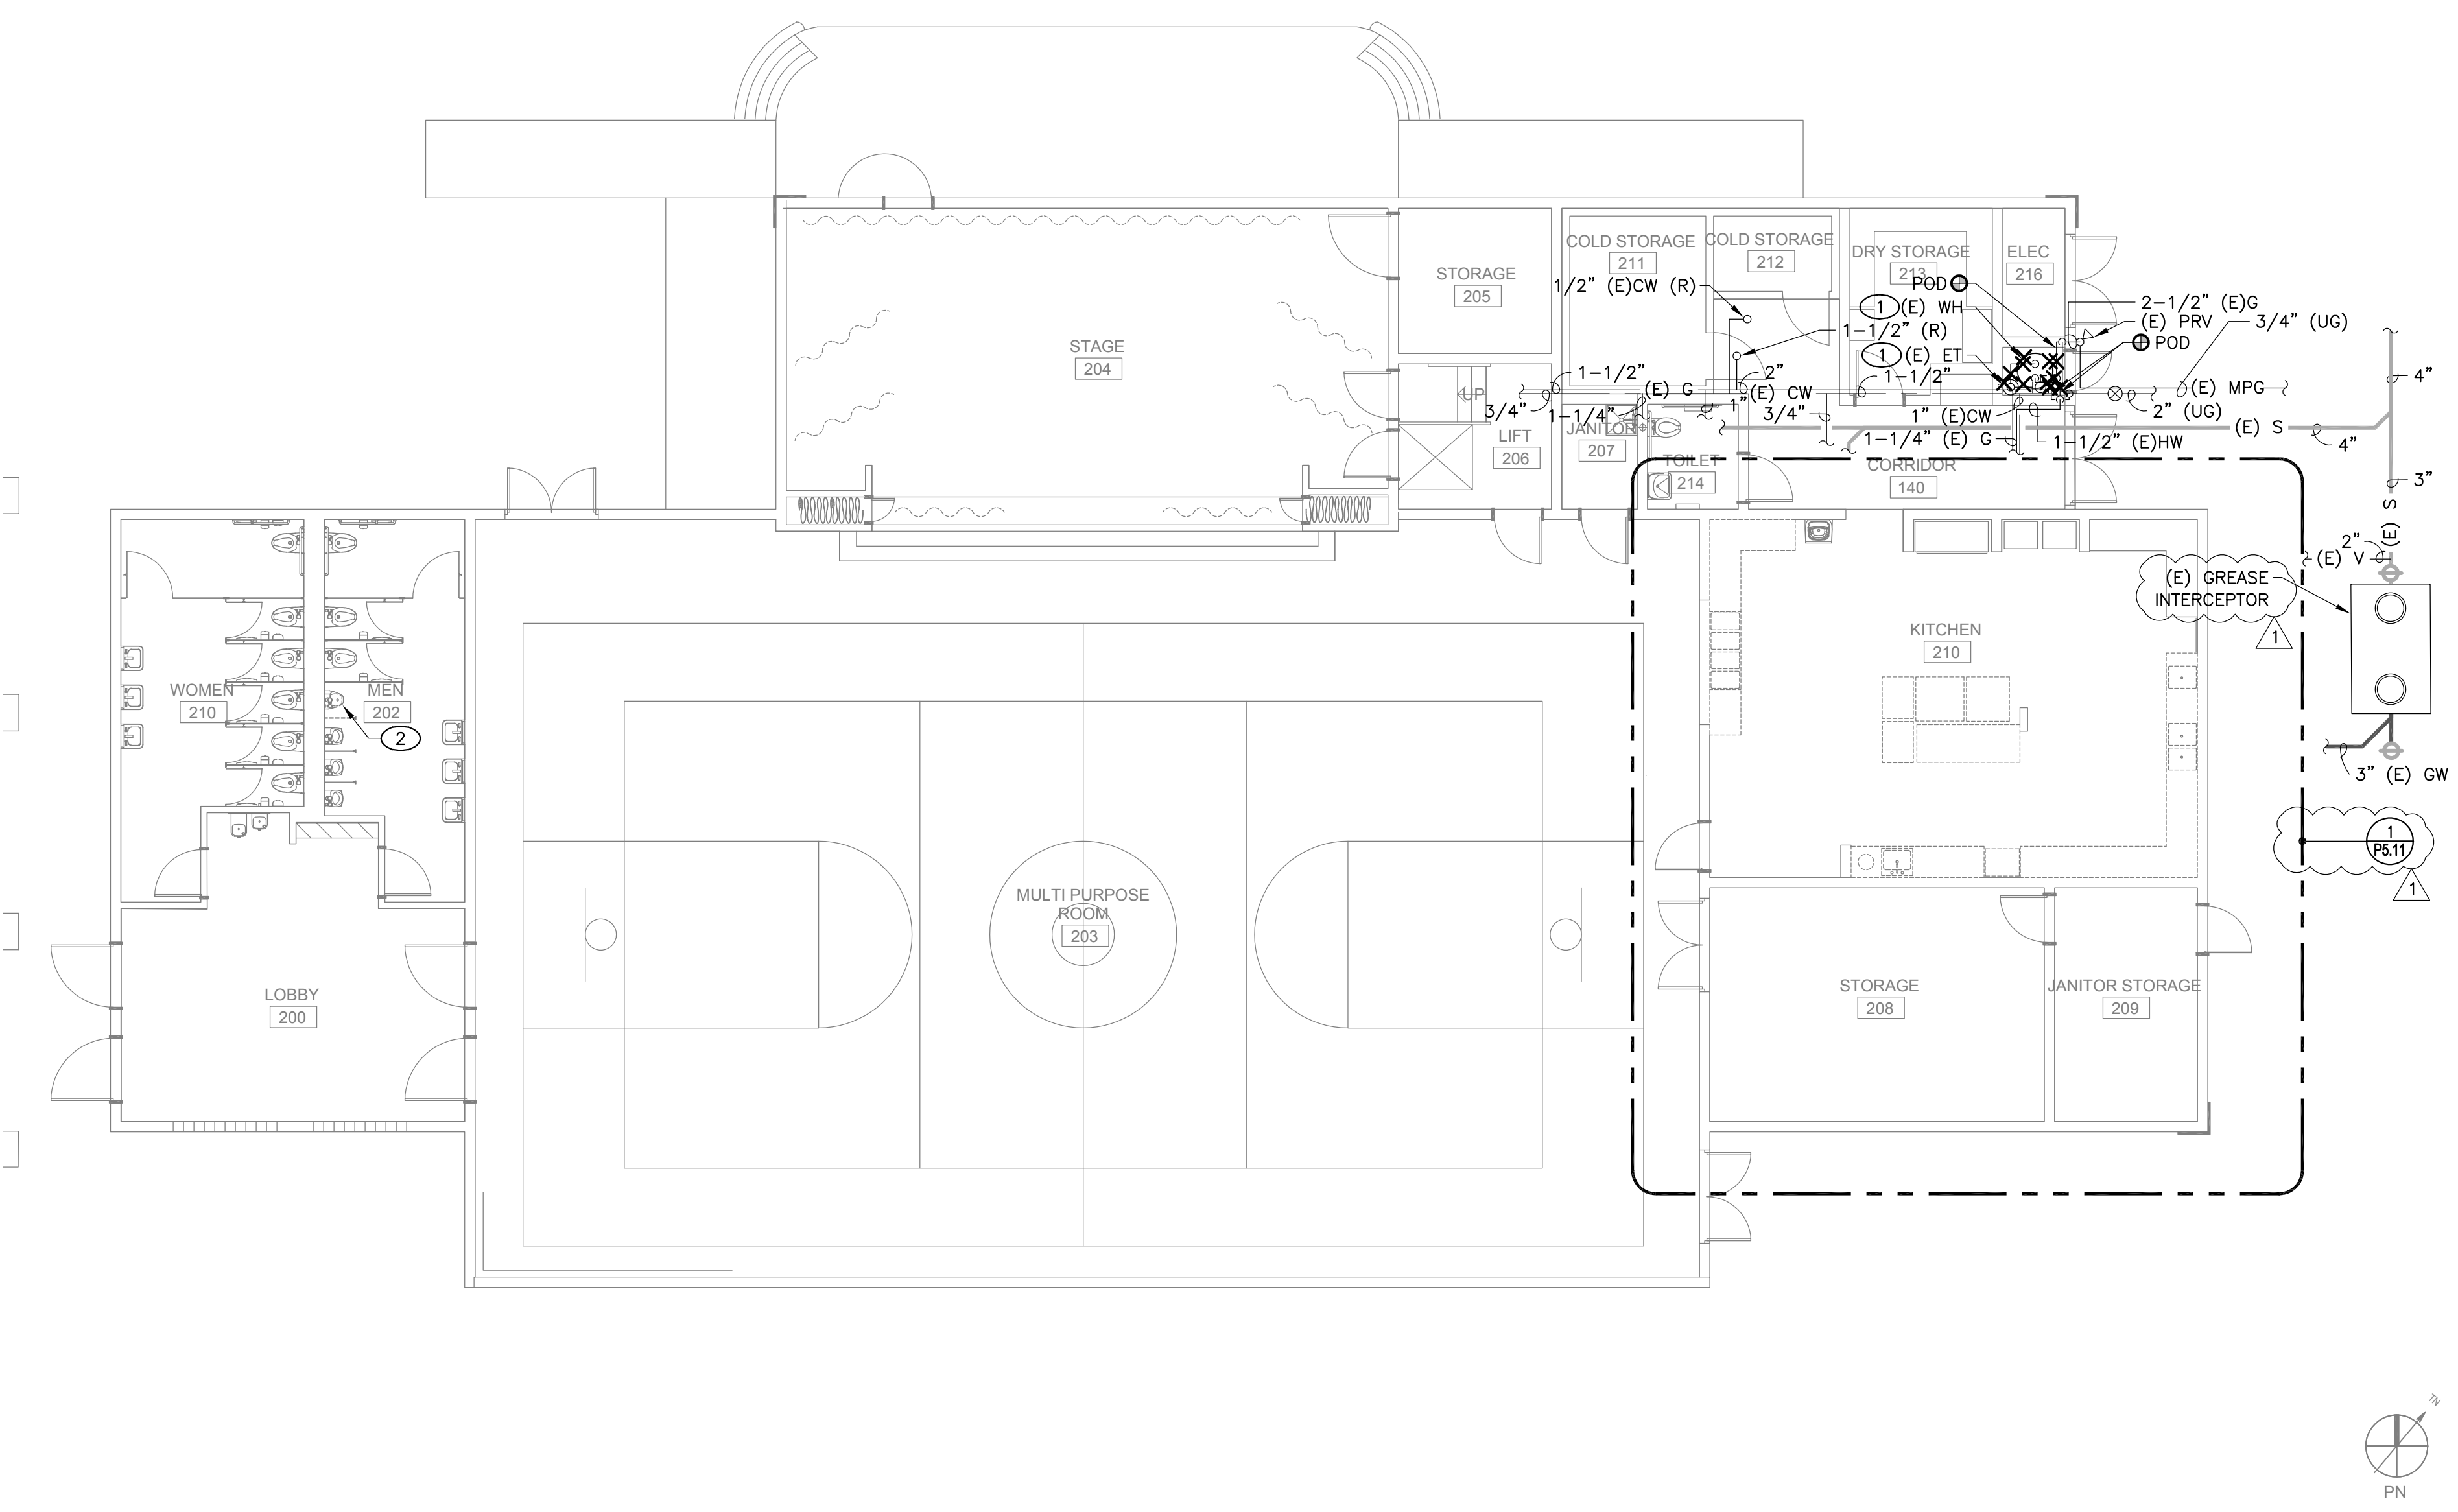 COLD STORAGE
211
COLD STORAGE
212
DRY STORAGE
213
ELEC
216
STORAGE
205
1/2" (E)CW (R)
POD
1
(E) WH
2-1/2" (E)G
(E) PRV
3/4" (UG)
POD
1-1/2" (R)
1
(E) ET
STAGE
204
1-1/2"
2"
1-1/2"
4"
UP
(E) G
(E) CW
(E) MPG
3/4"
1-1/4"
1"
3/4"
1" (E)CW
2" (UG)
LIFT
206
JANITOR
207
1-1/4" (E) G
1-1/2" (E)HW
(E) S
4"
TOILET
214
CORRIDOR
140
3"
(E) S
2"
(E) V
(E) GREASE
INTERCEPTOR
1
KITCHEN
210
WOMEN
210
MEN
202
2
3" (E) GW
1
P5.11
1
MULTI PURPOSE
ROOM
203
LOBBY
200
STORAGE
208
JANITOR STORAGE
209
TN
PN